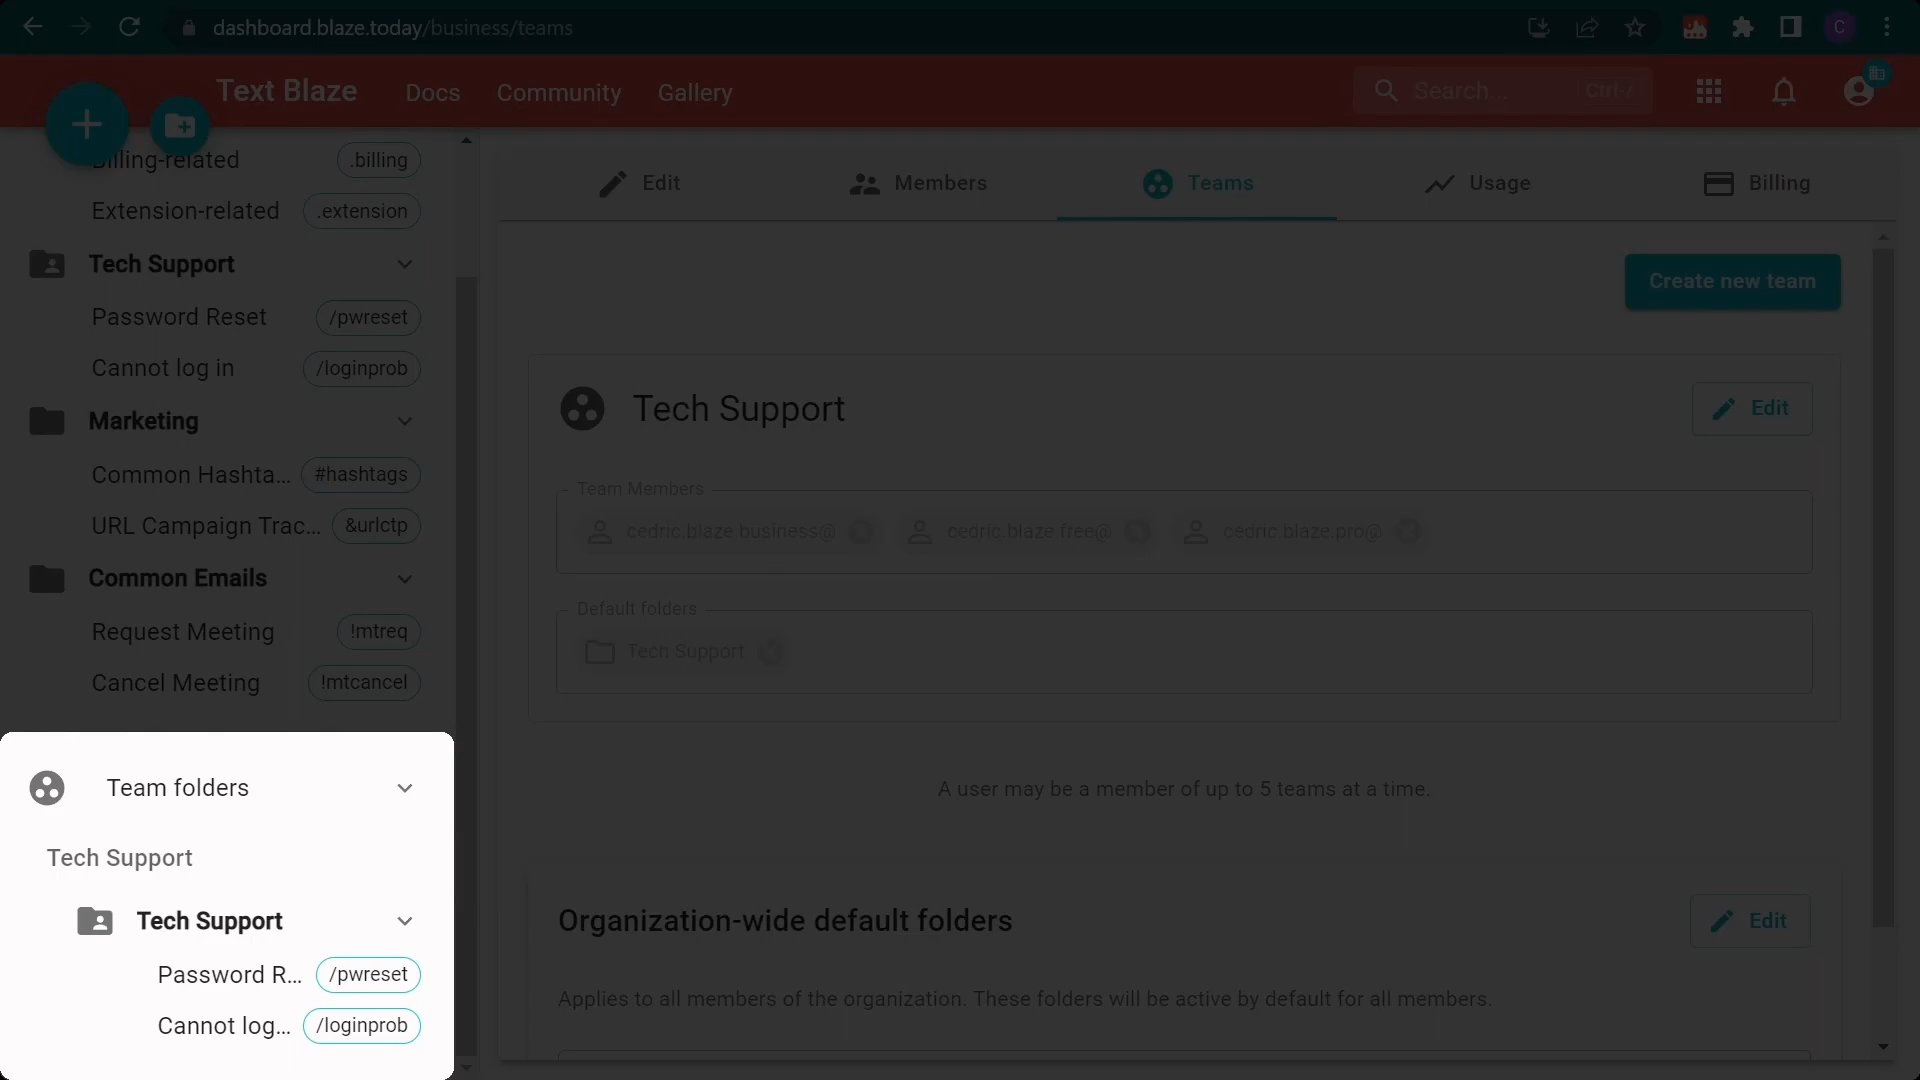 dashboard.blaze.today/business/teams
C
Text Blaze
Docs
Community
Gallery
Search...
Ctrl-/
Billing-related
.billing
Extension-related
.extension
Tech Support
Password Reset
/pwreset
Cannot log in
/loginprob
Marketing
Common Hashta...
#hashtags
URL Campaign Trac...
&urlctp
Common Emails
Request Meeting
!mtreq
Cancel Meeting
!mtcancel
Team folders
Tech Support
Tech Support
Password R...
/pwreset
Cannot log...
/loginprob
Edit
Members
Teams
Usage
Billing
Create new team
Tech Support
Edit
Team Members
cedric.blaze.business@
cedric.blaze.free@
cedric.blaze.pro@
Default folders
Tech Support
A user may be a member of up to 5 teams at a time.
Organization-wide default folders
Edit
Applies to all members of the organization. These folders will be active by default for all members.